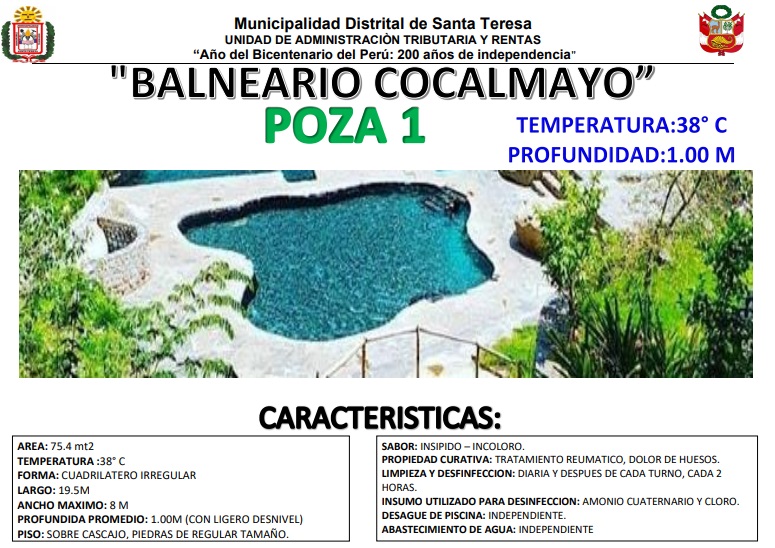 Municipalidad Distrital de Santa Teresa
UNIDAD DE ADMINISTRACIÒN TRIBUTARIA Y RENTAS
“Año del Bicentenario del Perú: 200 años de independencia”
"BALNEARIO COCALMAYO”
POZA 1
TEMPERATURA:38° C
PROFUNDIDAD:1.00 M
CARACTERISTICAS:
AREA: 75.4 mt2
TEMPERATURA :38° C
FORMA: CUADRILATERO IRREGULAR
LARGO: 19.5M
ANCHO MAXIMO: 8 M
PROFUNDIDA PROMEDIO: 1.00M (CON LIGERO DESNIVEL)
PISO: SOBRE CASCAJO, PIEDRAS DE REGULAR TAMAÑO.
SABOR: INSIPIDO – INCOLORO.
PROPIEDAD CURATIVA: TRATAMIENTO REUMATICO, DOLOR DE HUESOS.
LIMPIEZA Y DESFINFECCION: DIARIA Y DESPUES DE CADA TURNO, CADA 2
HORAS.
INSUMO UTILIZADO PARA DESINFECCION: AMONIO CUATERNARIO Y CLORO.
DESAGUE DE PISCINA: INDEPENDIENTE.
ABASTECIMIENTO DE AGUA: INDEPENDIENTE